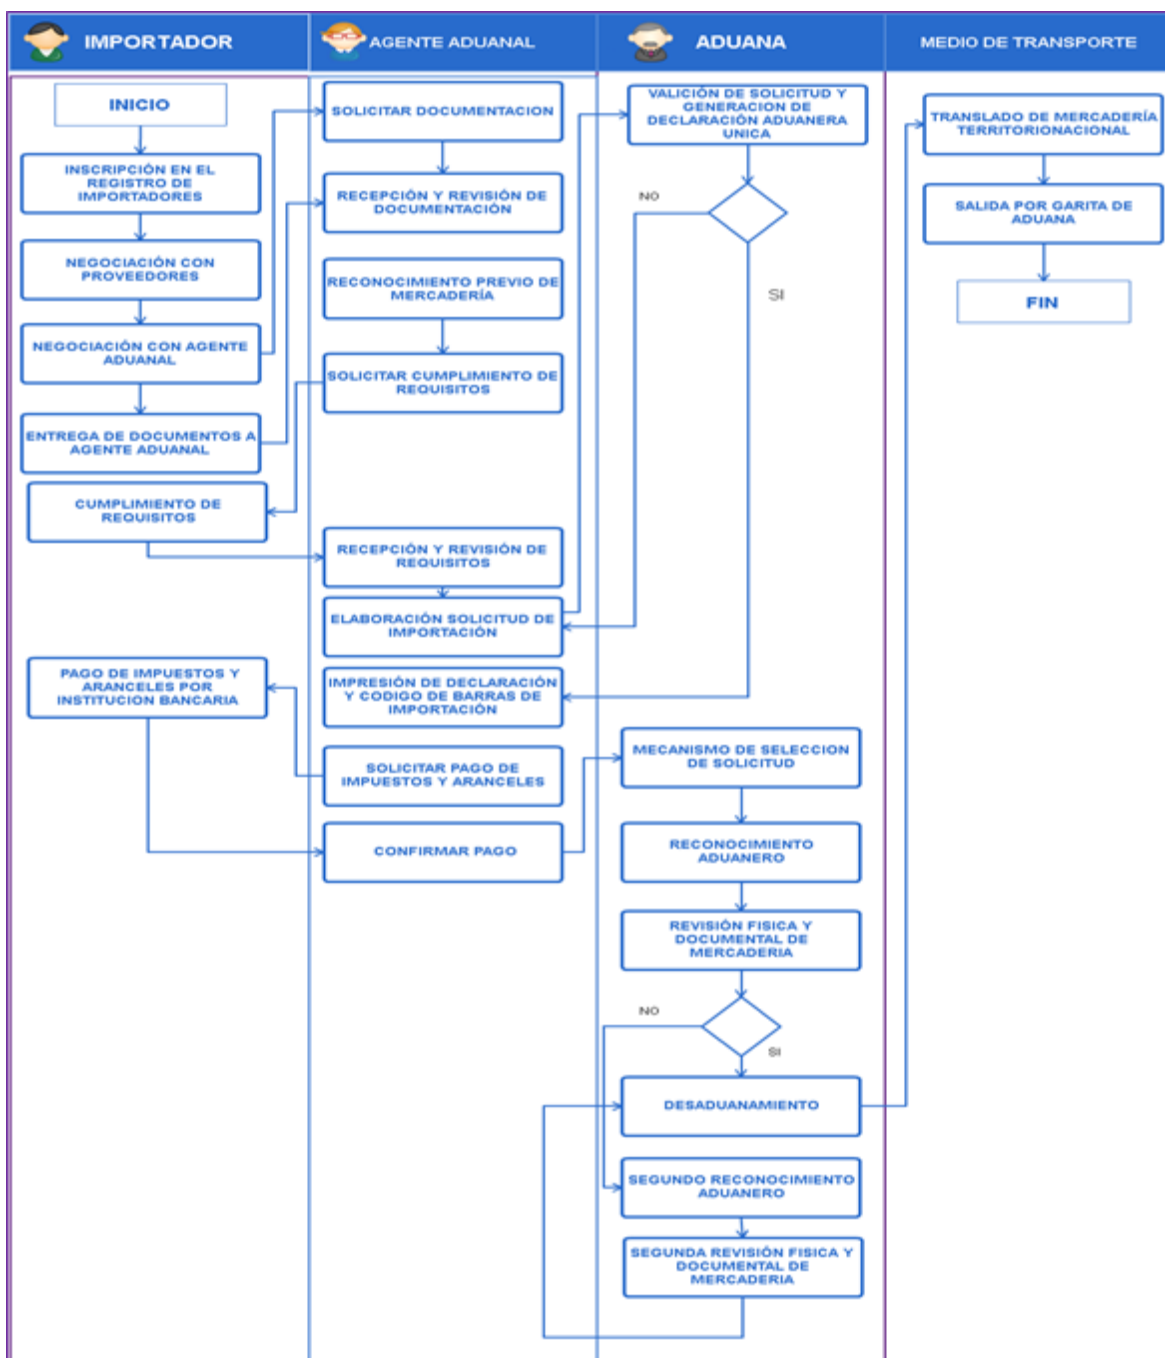 IMPORTADOR
AGENTE ADUANAL
ADUANA
MEDIO DE TRANSPORTE
INICIO
INSCRIPCIÓN EN EL
REGISTRO DE
IMPORTADORES
NEGOCIACIÓN CON
PROVEEDORES
NEGOCIACIÓN CON AGENTE
ADUANAL
ENTREGA DE DOCUMENTOS A
AGENTE ADUANAL
CUMPLIMIENTO DE
REQUISITOS
PAGO DE IMPUESTOS Y
ARANCELES POR
INSTITUCION BANCARIA
SOLICITAR DOCUMENTACION
RECEPCIÓN Y REVISIÓN DE
DOCUMENTACIÓN
RECONOCIMIENTO PREVIO DE
MERCADERÍA
SOLICITAR CUMPLIMIENTO DE
REQUISITOS
RECEPCIÓN Y REVISIÓN DE
REQUISITOS
ELABORACIÓN SOLICITUD DE
IMPORTACIÓN
IMPRESIÓN DE DECLARACIÓN
Y CODIGO DE BARRAS DE
IMPORTACIÓN
SOLICITAR PAGO DE
IMPUESTOS Y ARANCELES
CONFIRMAR PAGO
VALICIÓN DE SOLICITUD Y
GENERACION DE
DECLARACIÓN ADUANERA
UNICA
NO
SI
MECANISMO DE SELECCION
DE SOLICITUD
RECONOCIMIENTO
ADUANERO
REVISIÓN FISICA Y
DOCUMENTAL DE
MERCADERIA
NO
SI
DESADUANAMIENTO
SEGUNDO RECONOCIMIENTO
ADUANERO
SEGUNDA REVISIÓN FISICA Y
DOCUMENTAL DE
MERCADERIA
TRANSLADO DE MERCADERÍA
TERRITORIONACIONAL
SALIDA POR GARITA DE
ADUANA
FIN